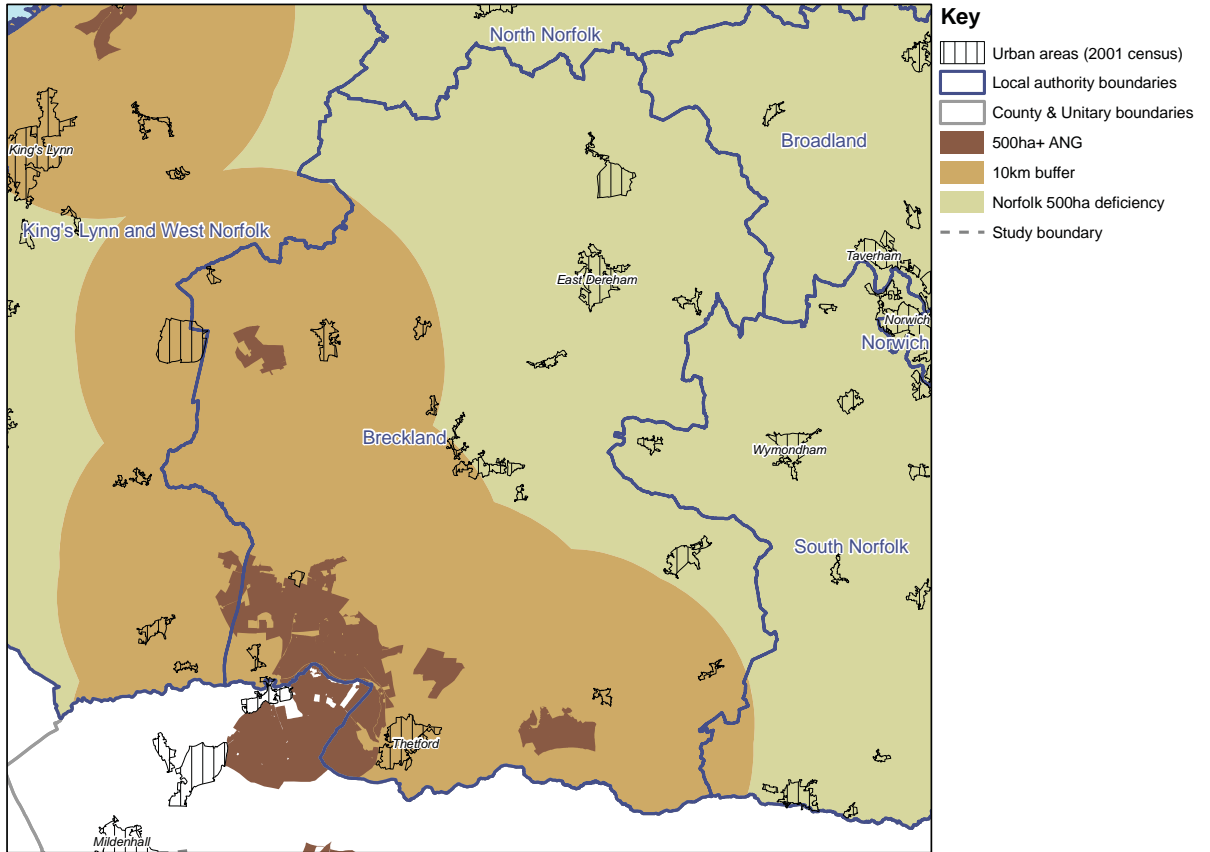 North Norfolk
Broadland
King's Lynn
King's Lynn and West Norfolk
Taverham
East Dereham
Norwich
Norwich
Breckland
Wymondham
South Norfolk
Thetford
Mildenhall
Key
Urban areas (2001 census)
Local authority boundaries
County & Unitary boundaries
500ha+ ANG
10km buffer
Norfolk 500ha deficiency
Study boundary